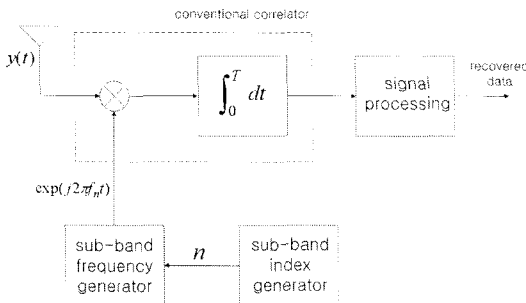 conventional correlator
y(t)
∫₀ᵀ dt
signal
processing
recovered
data
exp(j2πfₙt)
sub-band
frequency
generator
n
sub-band
index
generator